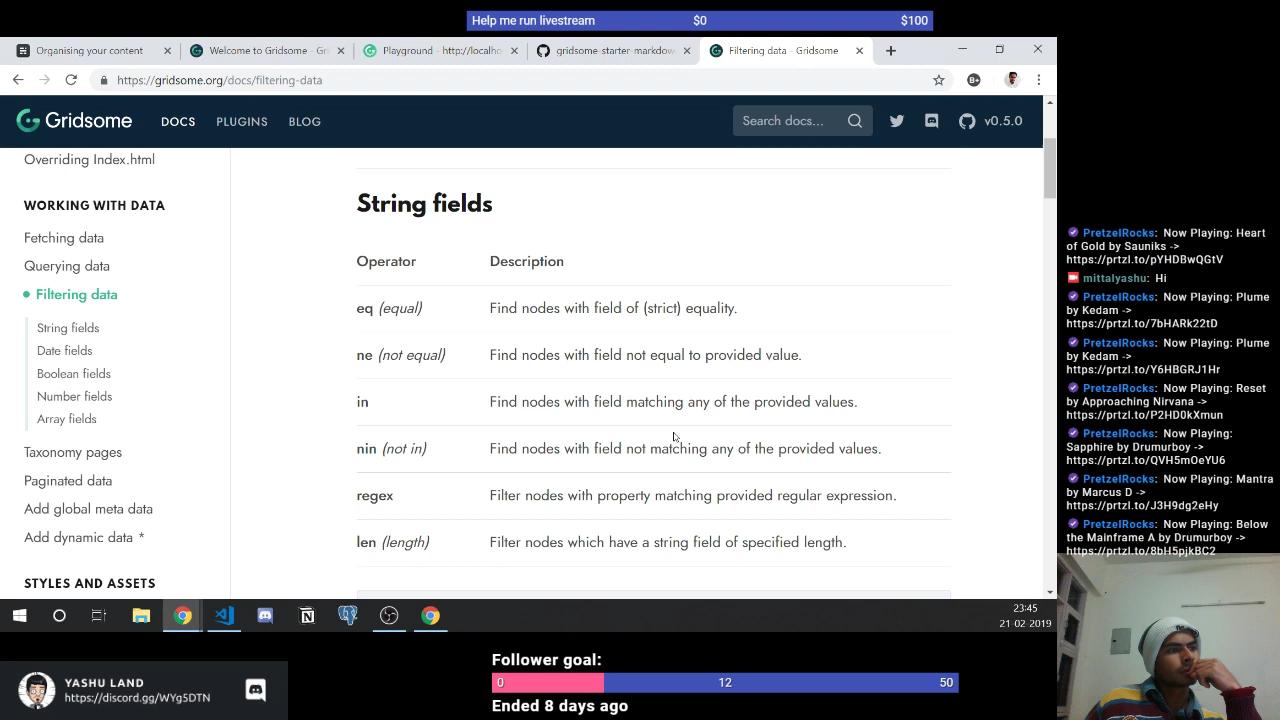 Help me run livestream $0 $100
Organising your content
Welcome to Gridsome - Gri
Playground - http://localho
gridsome-starter-markdow
Filtering data - Gridsome
https://gridsome.org/docs/filtering-data
Gridsome DOCS PLUGINS BLOG Search docs... v0.5.0
Overriding Index.html
WORKING WITH DATA
Fetching data
Querying data
Filtering data
String fields
Date fields
Boolean fields
Number fields
Array fields
Taxonomy pages
Paginated data
Add global meta data
Add dynamic data *
STYLES AND ASSETS
String fields
Operator Description
eq (equal) Find nodes with field of (strict) equality.
ne (not equal) Find nodes with field not equal to provided value.
in Find nodes with field matching any of the provided values.
nin (not in) Find nodes with field not matching any of the provided values.
regex Filter nodes with property matching provided regular expression.
len (length) Filter nodes which have a string field of specified length.
PretzelRocks: Now Playing: Heart
of Gold by Sauniks ->
https://prtzl.to/pYHDBwQGtV
mittalyashu: Hi
PretzelRocks: Now Playing: Plume
by Kedam ->
https://prtzl.to/7bHARk22tD
PretzelRocks: Now Playing: Plume
by Kedam ->
https://prtzl.to/Y6HBGRJ1Hr
PretzelRocks: Now Playing: Reset
by Approaching Nirvana ->
https://prtzl.to/P2HD0kXmun
PretzelRocks: Now Playing:
Sapphire by Drumurboy ->
https://prtzl.to/QVH5mOeYU6
PretzelRocks: Now Playing: Mantra
by Marcus D ->
https://prtzl.to/J3H9dg2eHy
PretzelRocks: Now Playing: Below
the Mainframe A by Drumurboy ->
https://prtzl.to/8bH5pjkBC2
23:45
21-02-2019
YASHU LAND
https://discord.gg/WYg5DTN
Follower goal:
0 12 50
Ended 8 days ago